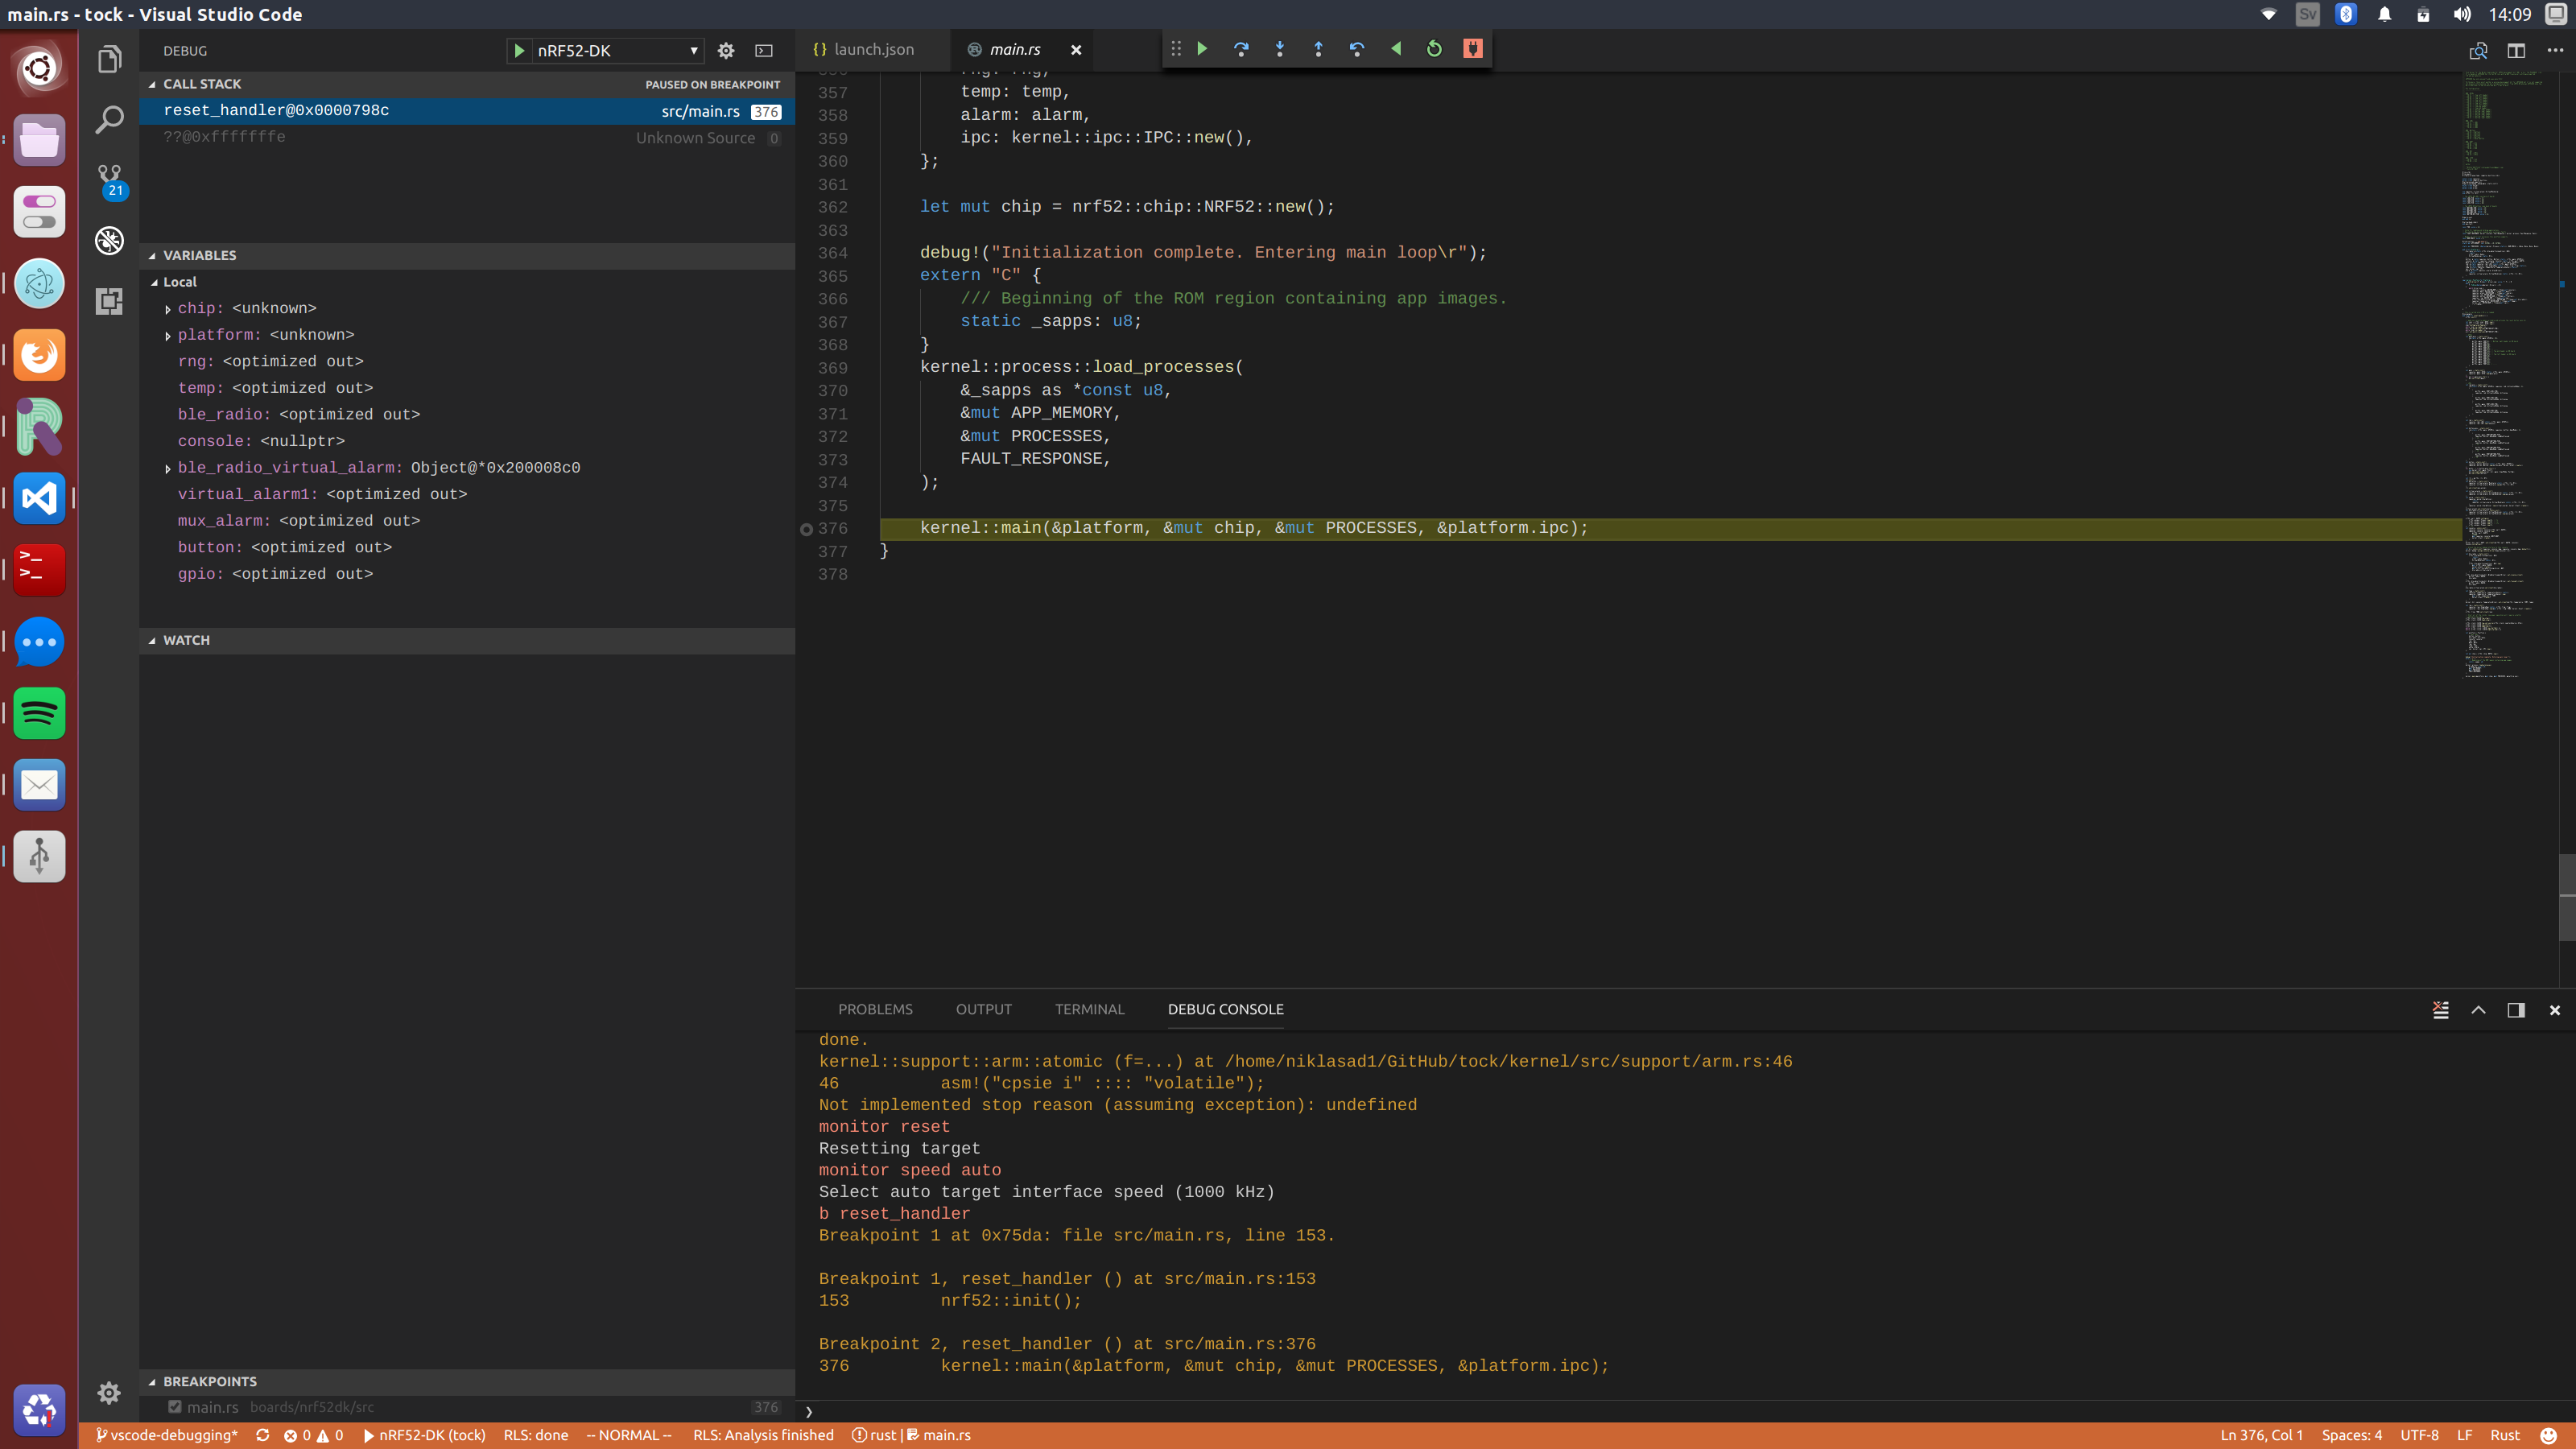 main.rs - tock - Visual Studio Code
Sv
14:09
DEBUG
nRF52-DK
CALL STACK
PAUSED ON BREAKPOINT
reset_handler@0x0000798c
src/main.rs 376
??@0xfffffffe
Unknown Source 0
21
VARIABLES
Local
chip: <unknown>
platform: <unknown>
rng: <optimized out>
temp: <optimized out>
ble_radio: <optimized out>
console: <nullptr>
ble_radio_virtual_alarm: Object@*0x200008c0
virtual_alarm1: <optimized out>
mux_alarm: <optimized out>
button: <optimized out>
gpio: <optimized out>
WATCH
BREAKPOINTS
main.rs boards/nrf52dk/src 376
{} launch.json
main.rs
356 rng: rng,
357 temp: temp,
358 alarm: alarm,
359 ipc: kernel::ipc::IPC::new(),
360 };
361
362 let mut chip = nrf52::chip::NRF52::new();
363
364 debug!("Initialization complete. Entering main loop\r");
365 extern "C" {
366 /// Beginning of the ROM region containing app images.
367 static _sapps: u8;
368 }
369 kernel::process::load_processes(
370 &_sapps as *const u8,
371 &mut APP_MEMORY,
372 &mut PROCESSES,
373 FAULT_RESPONSE,
374 );
375
376 kernel::main(&platform, &mut chip, &mut PROCESSES, &platform.ipc);
377 }
378
PROBLEMS OUTPUT TERMINAL DEBUG CONSOLE
done.
kernel::support::arm::atomic (f=...) at /home/niklasad1/GitHub/tock/kernel/src/support/arm.rs:46
46 asm!("cpsie i" :::: "volatile");
Not implemented stop reason (assuming exception): undefined
monitor reset
Resetting target
monitor speed auto
Select auto target interface speed (1000 kHz)
b reset_handler
Breakpoint 1 at 0x75da: file src/main.rs, line 153.
Breakpoint 1, reset_handler () at src/main.rs:153
153 nrf52::init();
Breakpoint 2, reset_handler () at src/main.rs:376
376 kernel::main(&platform, &mut chip, &mut PROCESSES, &platform.ipc);
vscode-debugging* 0 0 nRF52-DK (tock) RLS: done -- NORMAL -- RLS: Analysis finished rust | main.rs
Ln 376, Col 1 Spaces: 4 UTF-8 LF Rust